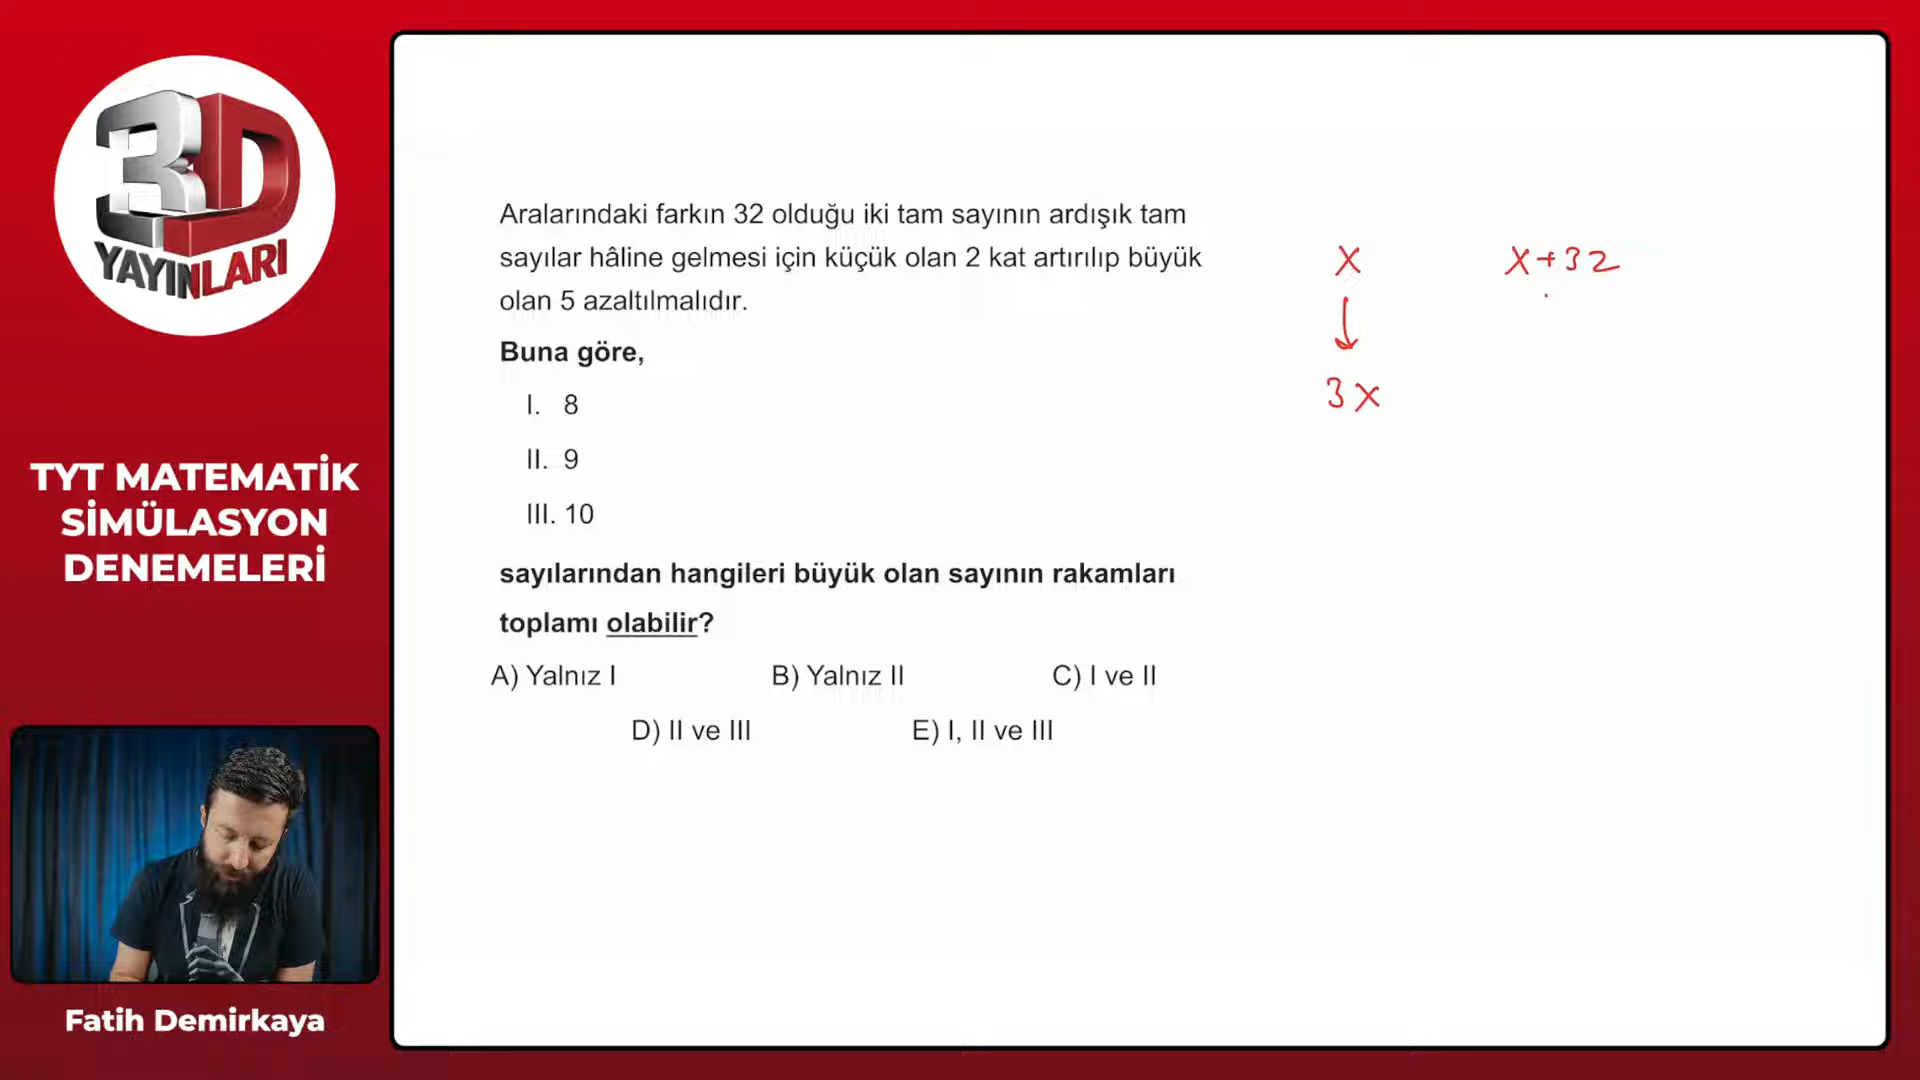 3D
YAYINLARI
TYT MATEMATİK
SİMÜLASYON
DENEMELERİ
Fatih Demirkaya
Aralarındaki farkın 32 olduğu iki tam sayının ardışık tam
sayılar hâline gelmesi için küçük olan 2 kat artırılıp büyük
olan 5 azaltılmalıdır.
Buna göre,
I. 8
II. 9
III. 10
sayılarından hangileri büyük olan sayının rakamları
toplamı olabilir?
A) Yalnız I B) Yalnız II C) I ve II
D) II ve III E) I, II ve III
x x+32
↓
3x